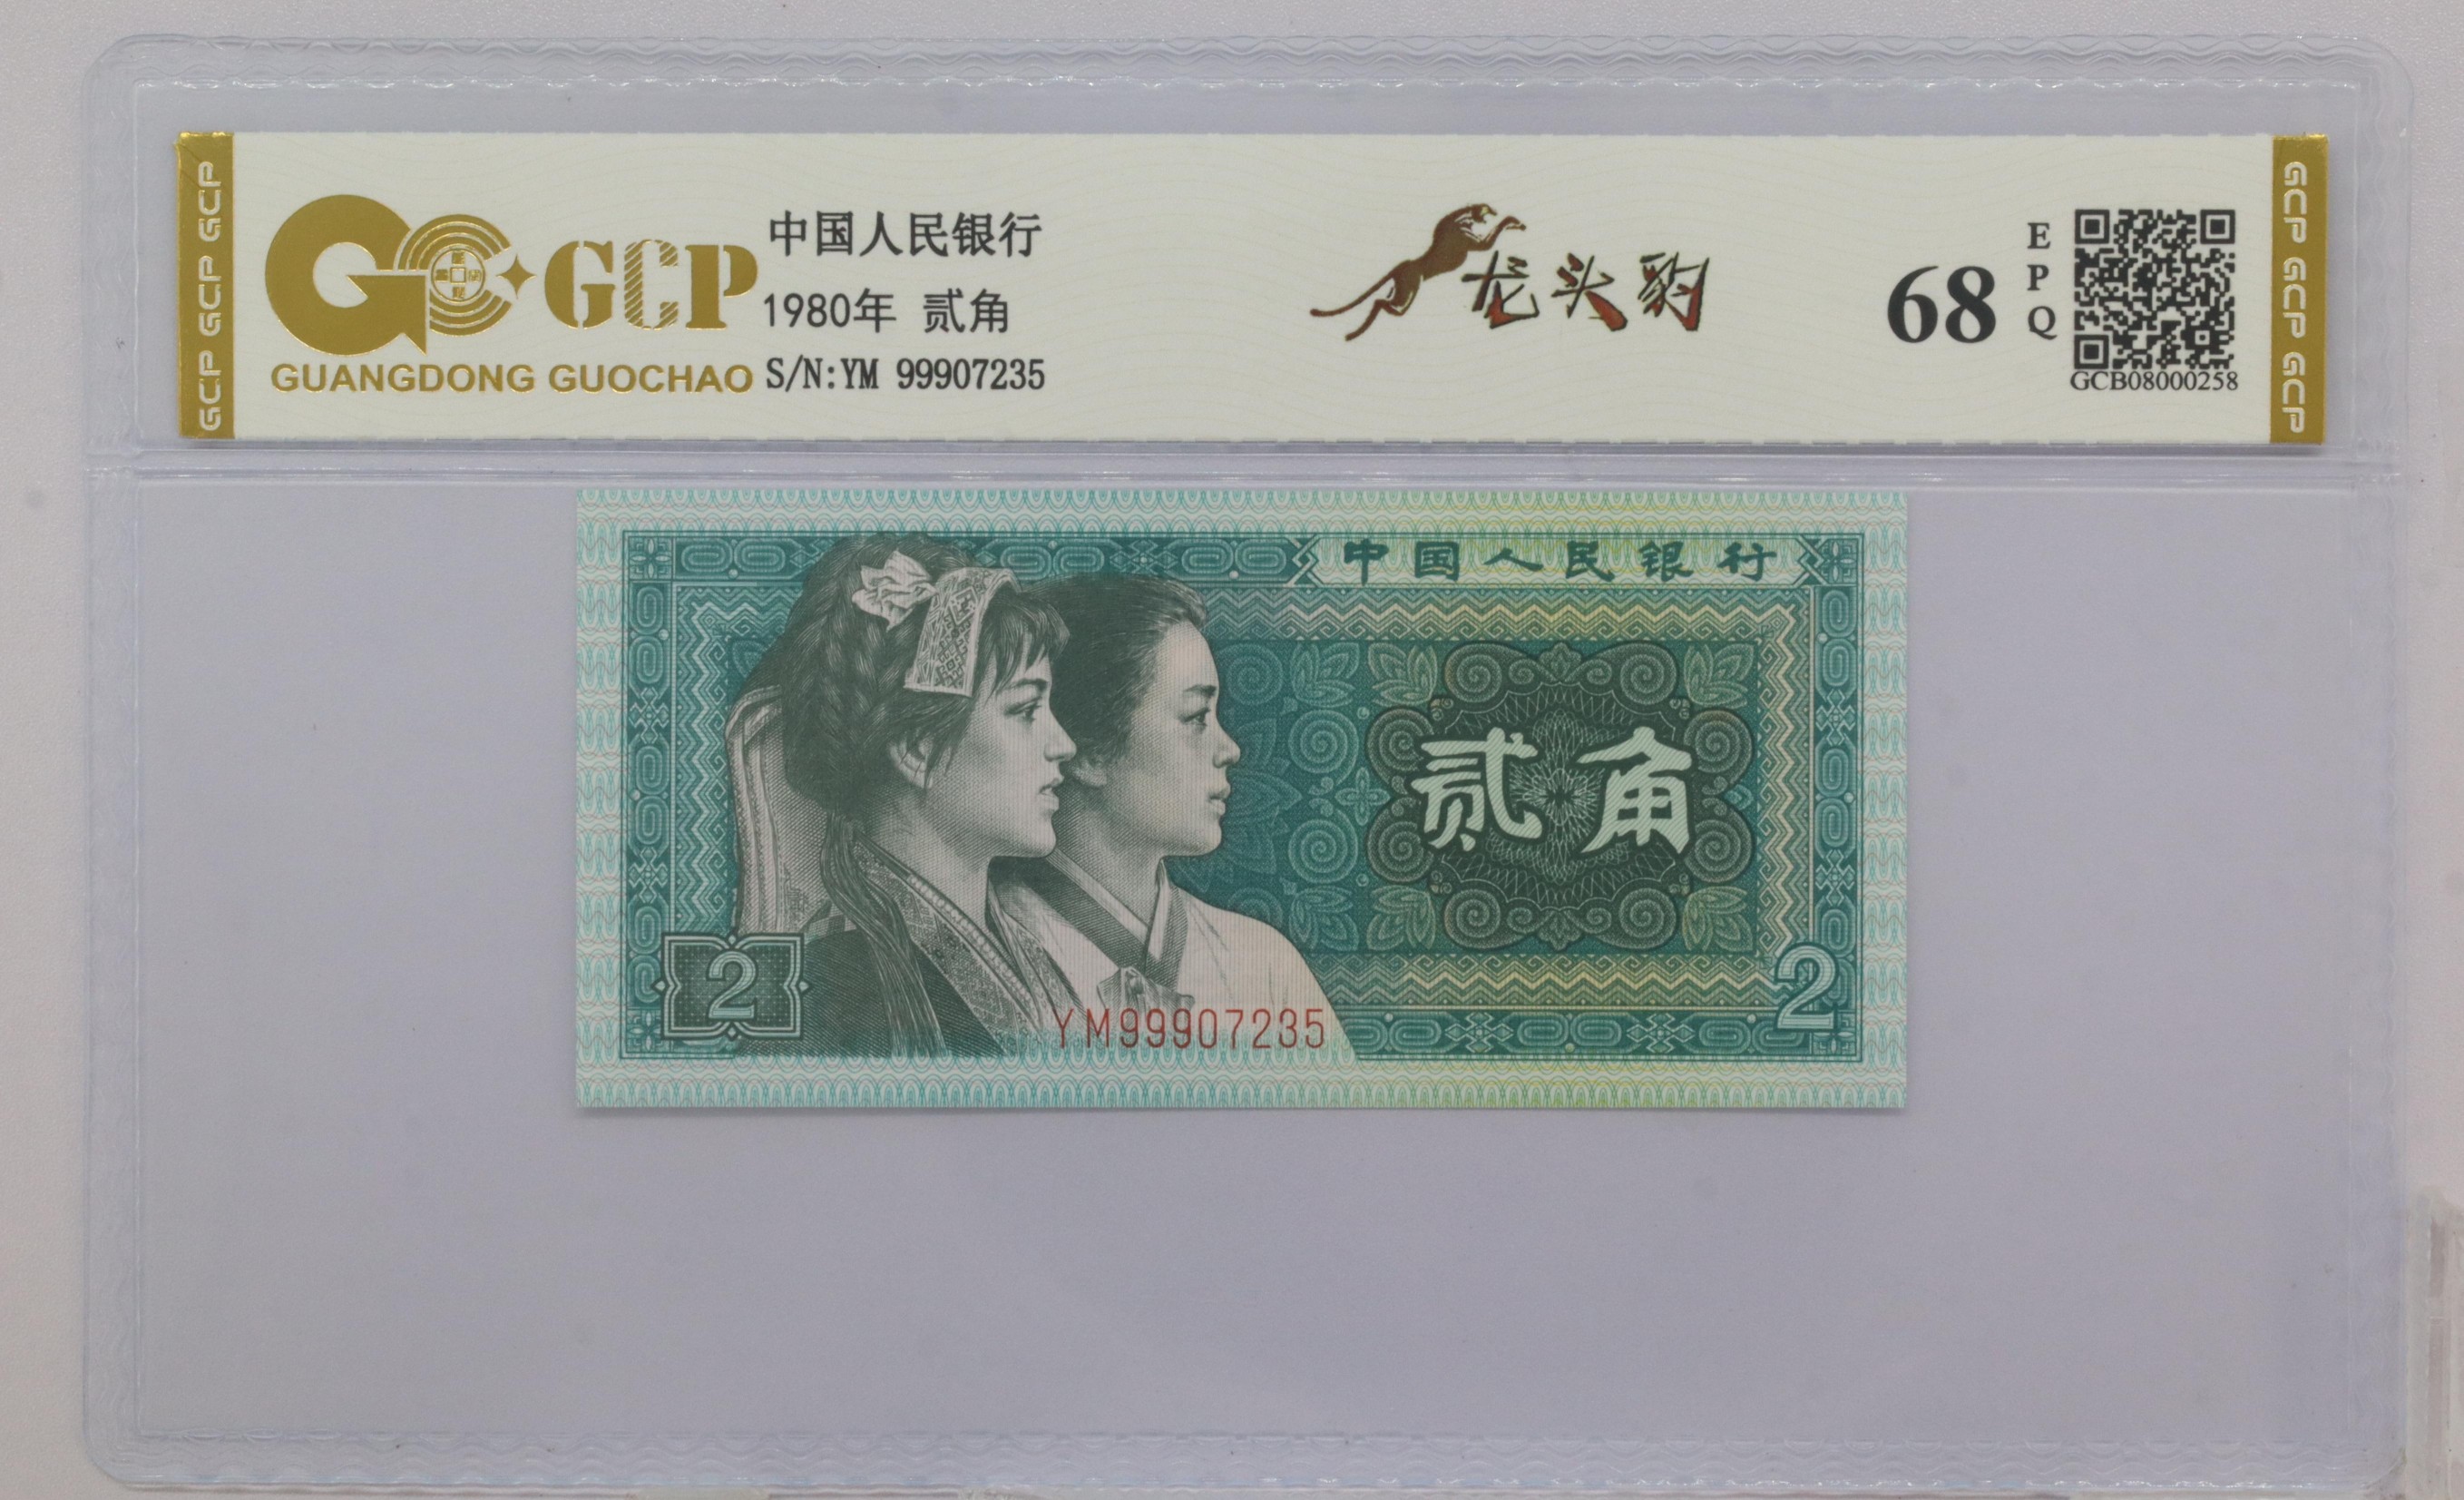 GCP GCP GCP
GCP
GUANGDONG GUOCHAO
中国人民银行
1980年 贰角
S/N:YM 99907235
龙头豹
68
EPQ
GCB08000258
GCP GCP GCP
中国人民银行
贰角
2
YM99907235
2